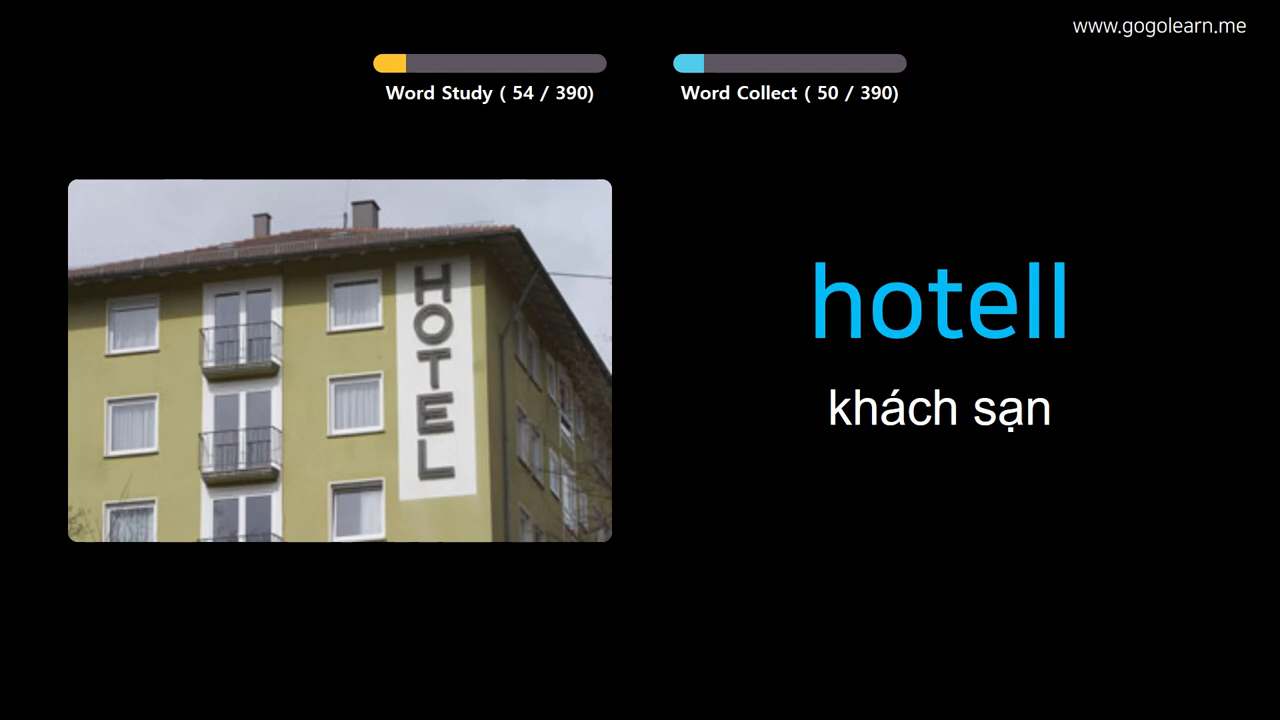 www.gogolearn.me
Word Study ( 54 / 390)
Word Collect ( 50 / 390)
HOTEL
hotell
khách sạn